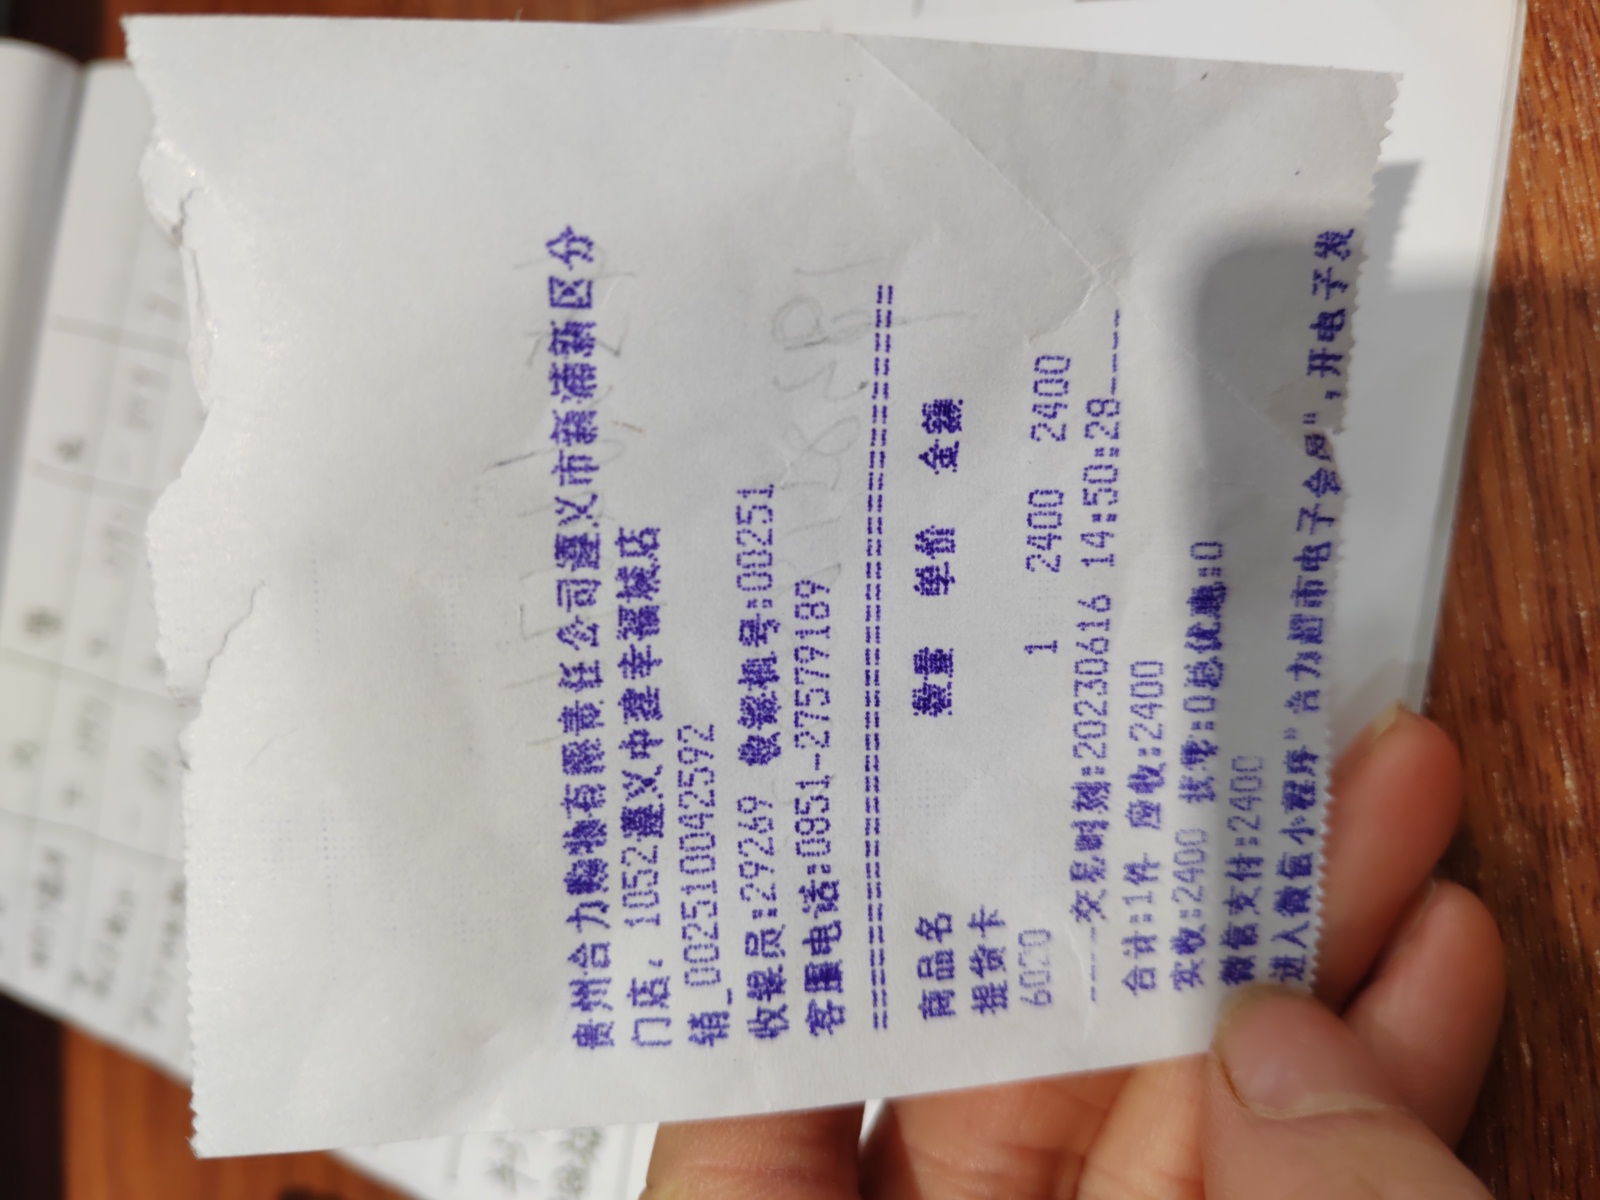 贵州合力购物有限责任公司遵义市新蒲新区分
门店: 1052遵义中建幸福城店
销_002510042592
收银员:29269 收款机号:00251
客服电话:0851-27579189
========================================
商品名 数量 单价 金额
提货卡
6020 1 2400 2400
----交易时刻:20230616 14:50:28----
合计:1件 应收:2400
实收:2400 找零:0总优惠:0
微信支付:2400
进入微信小程序"合力超市电子会员",开电子发